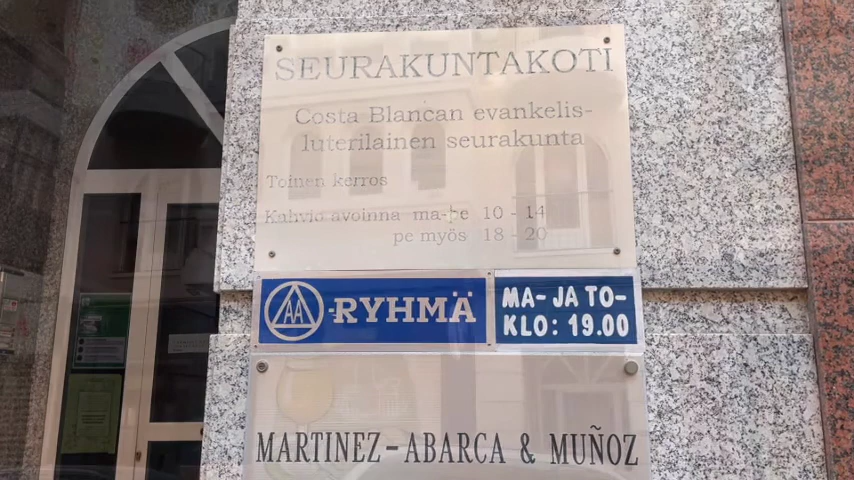 SEURAKUNTAKOTI
Costa Blancan evankelis-
luterilainen seurakunta
Toinen kerros
Kahvio avoinna ma-pe 10 - 14
pe myös 18 - 20
AA-RYHMÄ
MA- JA TO-
KLO: 19.00
MARTINEZ-ABARCA & MUÑOZ